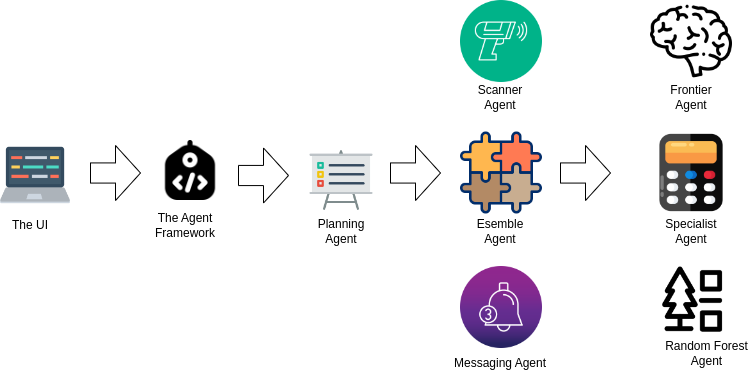 Scanner
Agent
Frontier
Agent
The UI
The Agent
Framework
Planning
Agent
Esemble
Agent
Specialist
Agent
3
Messaging Agent
Random Forest
Agent